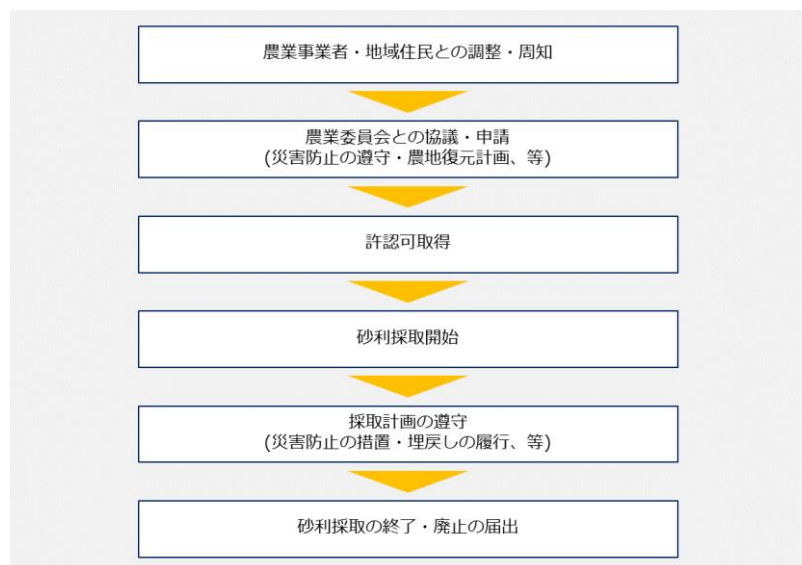 農業事業者・地域住民との調整・周知
農業委員会との協議・申請
(災害防止の遵守・農地復元計画、等)
許認可取得
砂利採取開始
採取計画の遵守
(災害防止の措置・埋戻しの履行、等)
砂利採取の終了・廃止の届出